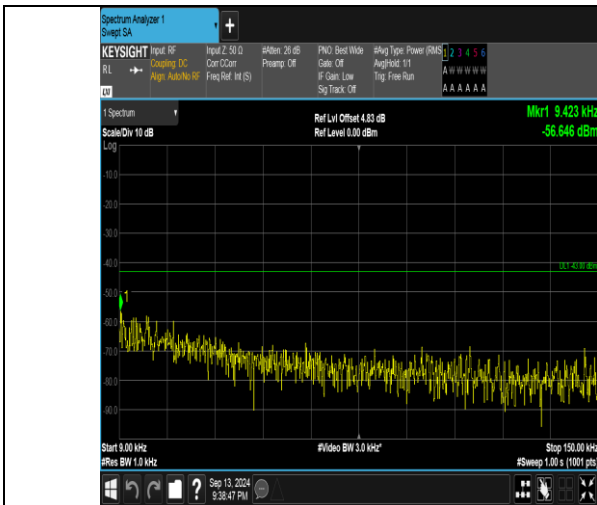 Spectrum Analyzer 1
Swept SA
KEYSIGHT
RL
LXI
Input: RF
Coupling: DC
Align: Auto/No RF
Input Z: 50 Ω
Corr CCorr
Freq Ref: Int (S)
#Atten: 26 dB
Preamp: Off
PNO: Best Wide
Gate: Off
IF Gain: Low
Sig Track: Off
#Avg Type: Power (RMS
Avg|Hold: 1/1
Trig: Free Run
1 2 3 4 5 6
A W W W W W
A A A A A A
1 Spectrum
Scale/Div 10 dB
Log
Ref Lvl Offset 4.83 dB
Ref Level 0.00 dBm
Mkr1 9.423 kHz
-56.646 dBm
-10.0
-20.0
-30.0
-40.0
DL1 -43.00 dBm
-50.0
1
-60.0
-70.0
-80.0
-90.0
Start 9.00 kHz
#Res BW 1.0 kHz
#Video BW 3.0 kHz*
Stop 150.00 kHz
#Sweep 1.00 s (1001 pts)
Sep 13, 2024
9:38:47 PM